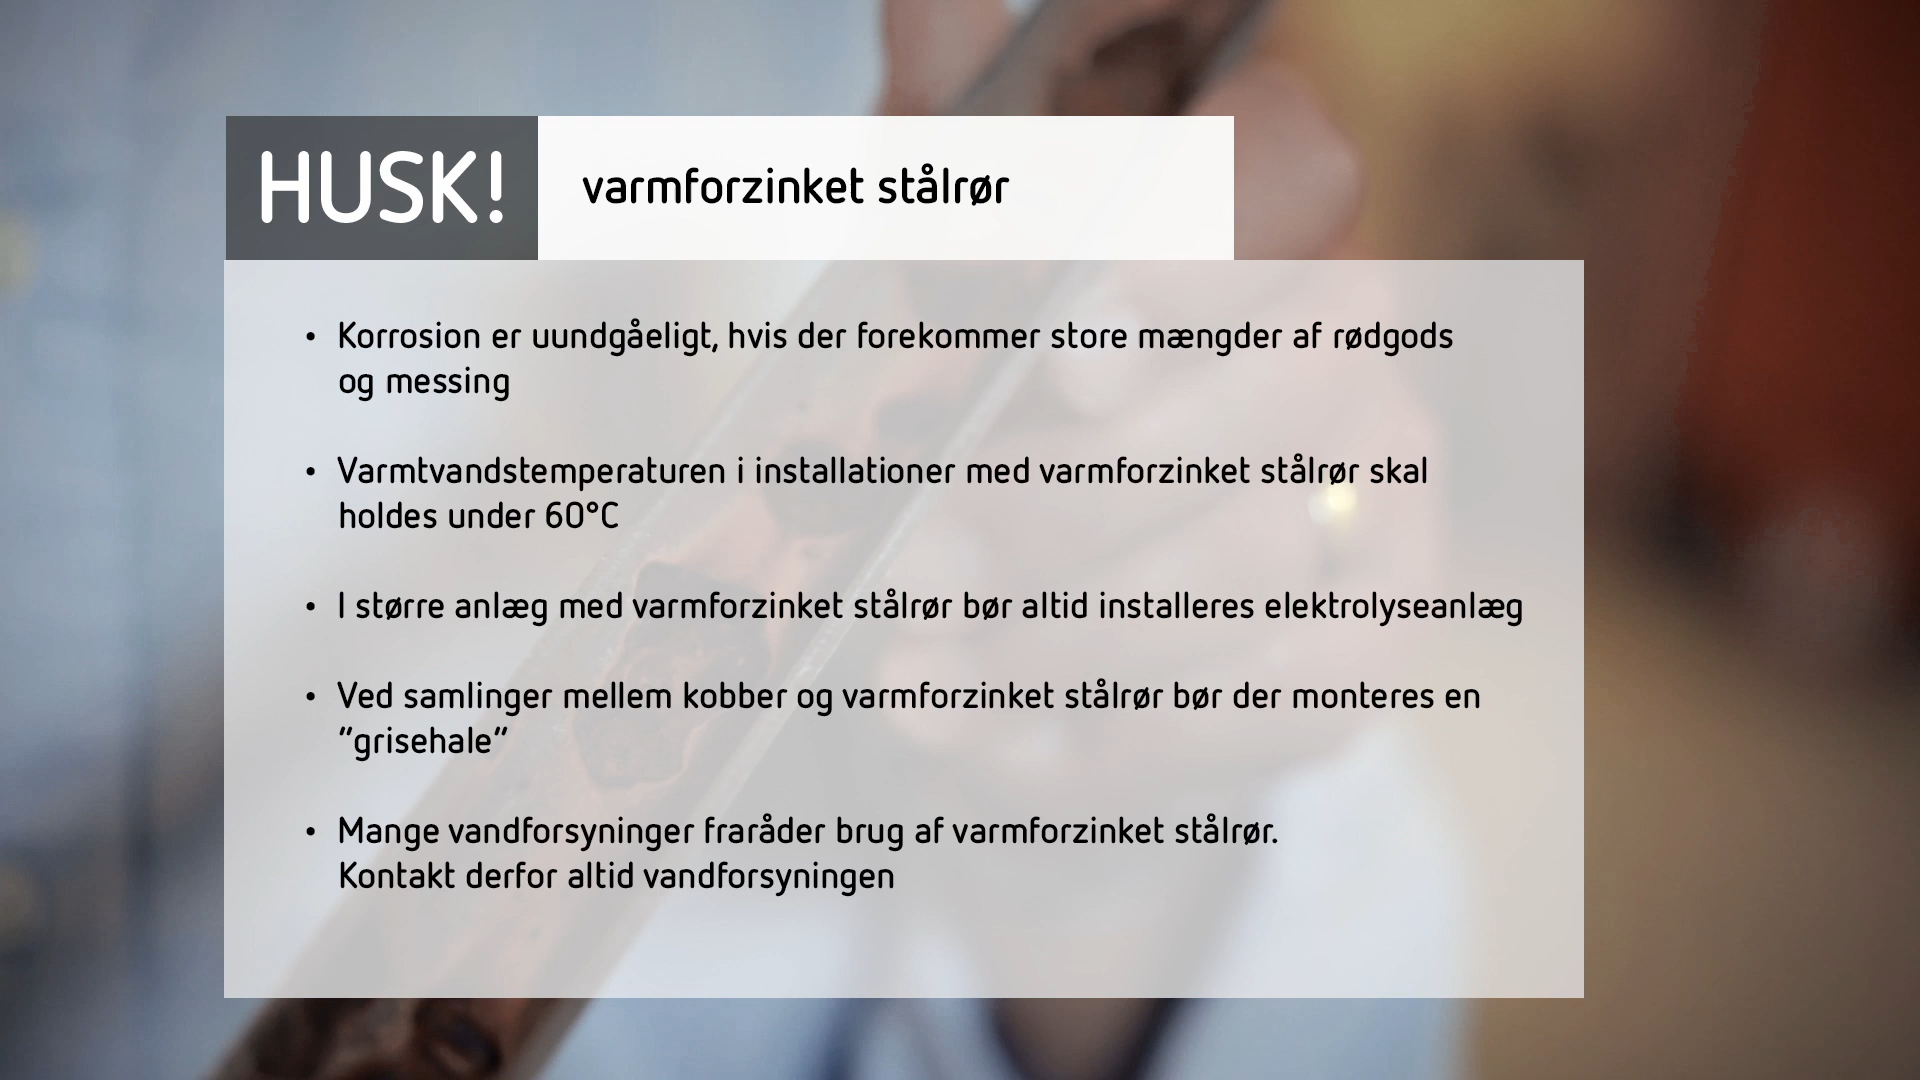 HUSK!
varmforzinket stålrør
• Korrosion er uundgåeligt, hvis der forekommer store mængder af rødgods
og messing
• Varmtvandstemperaturen i installationer med varmforzinket stålrør skal
holdes under 60°C
• I større anlæg med varmforzinket stålrør bør altid installeres elektrolyseanlæg
• Ved samlinger mellem kobber og varmforzinket stålrør bør der monteres en
”grisehale”
• Mange vandforsyninger fraråder brug af varmforzinket stålrør.
Kontakt derfor altid vandforsyningen